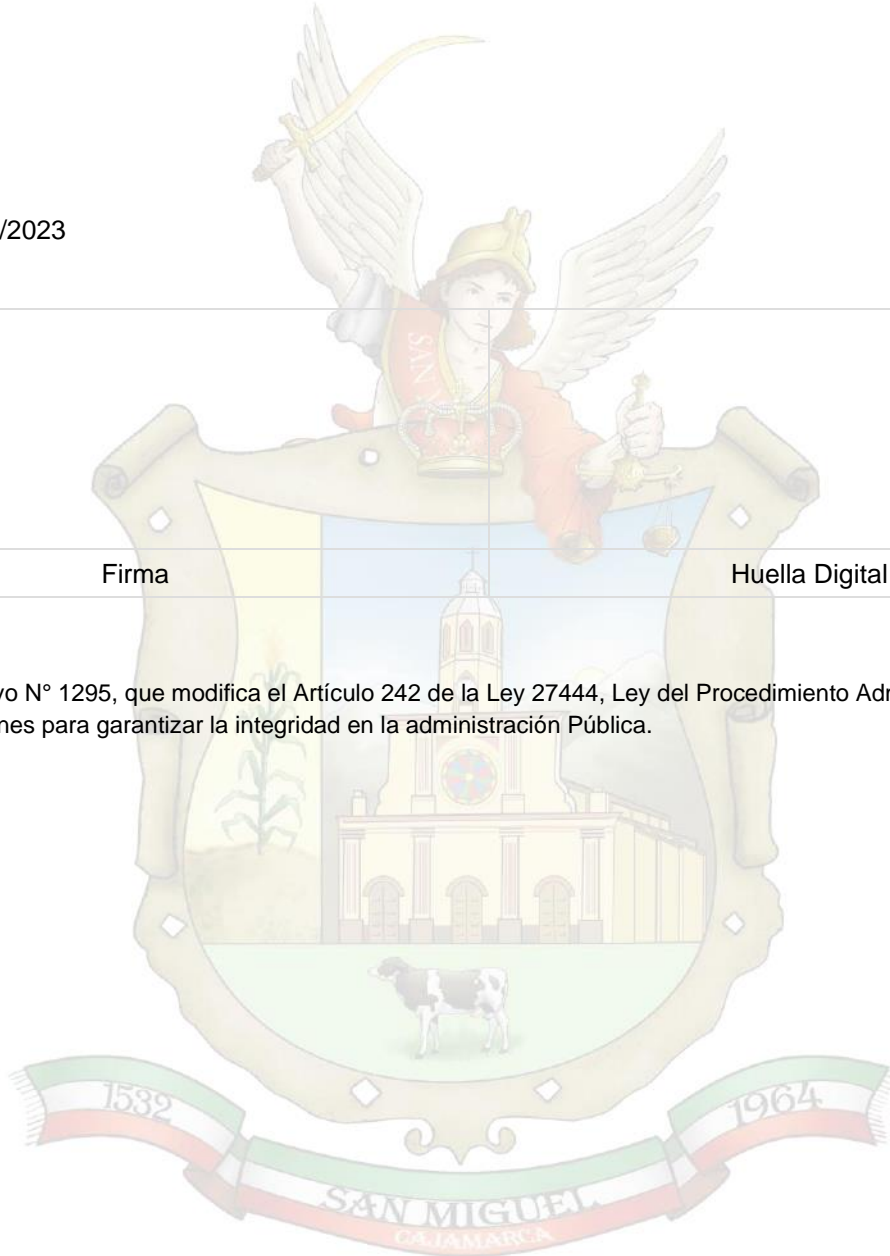 /2023
SAN
Firma Huella Digital
vo N° 1295, que modifica el Artículo 242 de la Ley 27444, Ley del Procedimiento Adr
nes para garantizar la integridad en la administración Pública.
1532 1964
SAN MIGUEL
CAJAMARCA